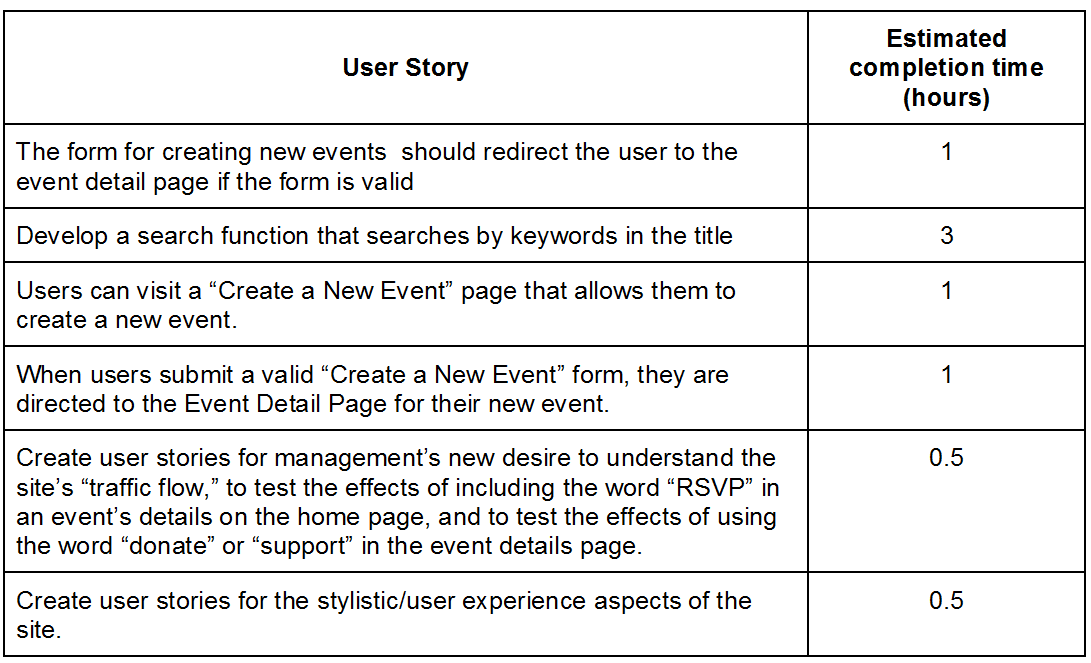 User Story
Estimated
completion time
(hours)
The form for creating new events  should redirect the user to the
event detail page if the form is valid
1
Develop a search function that searches by keywords in the title
3
Users can visit a “Create a New Event” page that allows them to
create a new event.
1
When users submit a valid “Create a New Event” form, they are
directed to the Event Detail Page for their new event.
1
Create user stories for management’s new desire to understand the
site’s “traffic flow,” to test the effects of including the word “RSVP” in
an event’s details on the home page, and to test the effects of using
the word “donate” or “support” in the event details page.
0.5
Create user stories for the stylistic/user experience aspects of the
site.
0.5